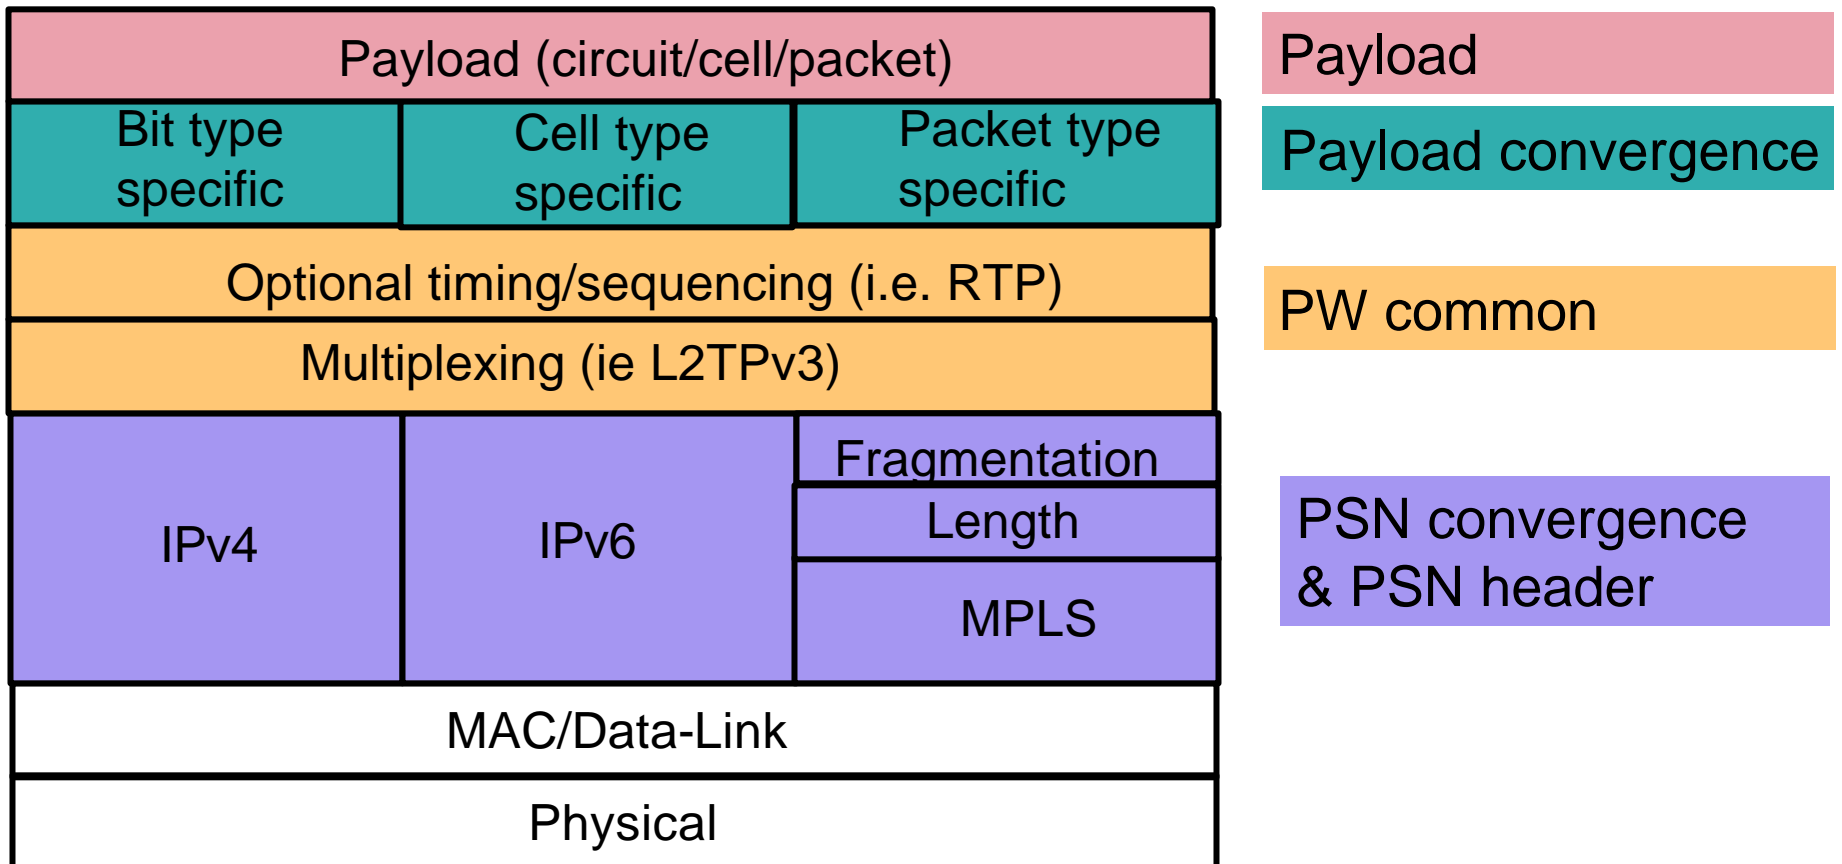 Payload (circuit/cell/packet)
Payload
Bit type
specific
Cell type
specific
Packet type
specific
Payload convergence
Optional timing/sequencing (i.e. RTP)
PW common
Multiplexing (ie L2TPv3)
IPv4
IPv6
Fragmentation
Length
MPLS
PSN convergence
& PSN header
MAC/Data-Link
Physical